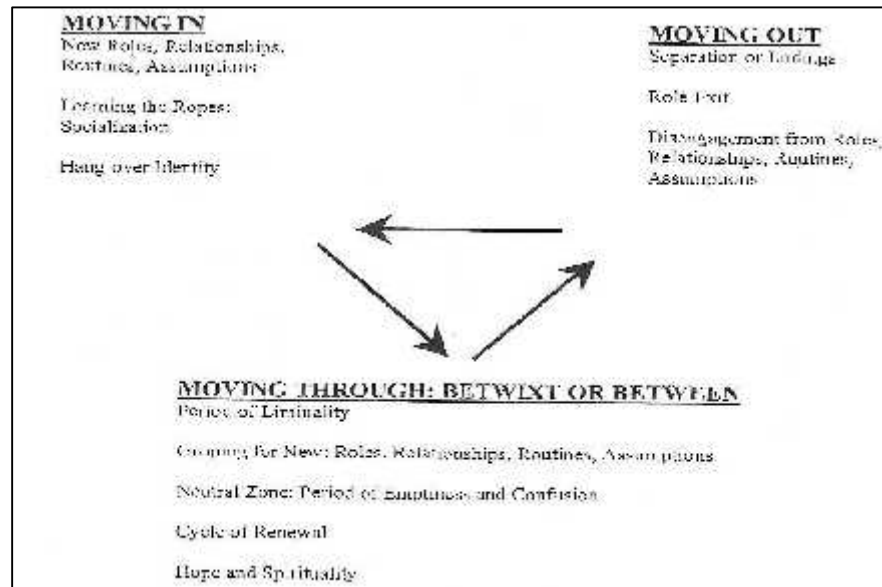 MOVING IN
New Roles, Relationships,
Routines, Assumptions
Learning the Ropes:
Socialization
Hang-over Identity
MOVING OUT
Separation or Endings
Role Exit
Disengagement from Roles,
Relationships, Routines,
Assumptions
MOVING THROUGH: BETWIXT OR BETWEEN
Period of Liminality
Groping for New: Roles, Relationships, Routines, Assumptions
Neutral Zone: Period of Emptiness and Confusion
Cycle of Renewal
Hope and Spirituality